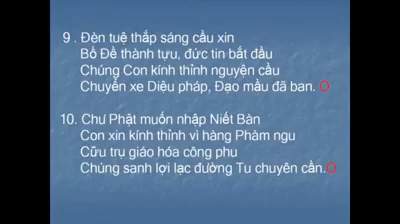 9 . Đèn tuệ thắp sáng cầu xin
Bồ Đề thành tựu, đức tin bắt đầu
Chúng Con kính thỉnh nguyện cầu
Chuyển xe Diệu pháp, Đạo mầu đã ban. O
10. Chư Phật muốn nhập Niết Bàn
Con xin kính thỉnh vì hàng Phàm ngu
Cữu trụ giáo hóa công phu
Chúng sanh lợi lạc đường Tu chuyên cần.O